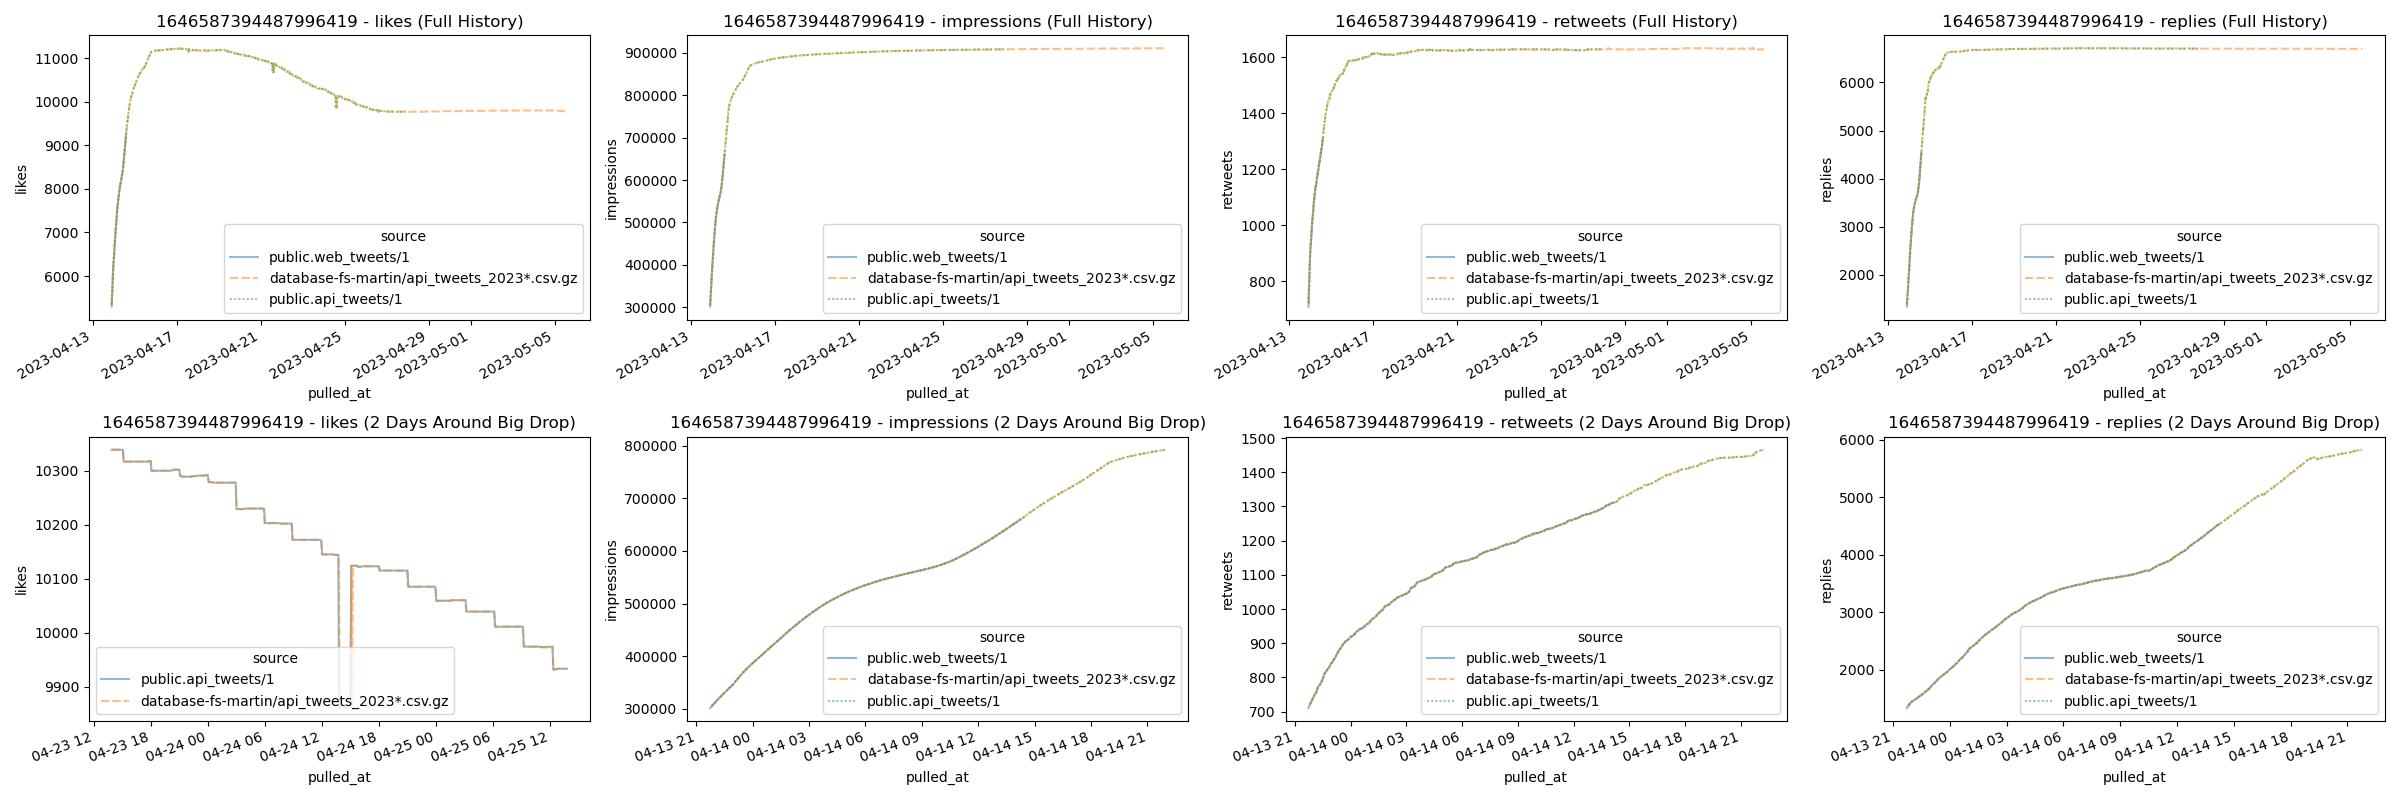 1646587394487996419 - likes (Full History)
11000
10000
9000
8000
7000
6000
likes
source
public.web_tweets/1
database-fs-martin/api_tweets_2023*.csv.gz
public.api_tweets/1
2023-04-13
2023-04-17
2023-04-21
2023-04-25
2023-04-29
2023-05-01
2023-05-05
pulled_at
1646587394487996419 - impressions (Full History)
900000
800000
700000
600000
500000
400000
300000
impressions
source
public.web_tweets/1
database-fs-martin/api_tweets_2023*.csv.gz
public.api_tweets/1
2023-04-13
2023-04-17
2023-04-21
2023-04-25
2023-04-29
2023-05-01
2023-05-05
pulled_at
1646587394487996419 - retweets (Full History)
1600
1400
1200
1000
800
retweets
source
public.web_tweets/1
database-fs-martin/api_tweets_2023*.csv.gz
public.api_tweets/1
2023-04-13
2023-04-17
2023-04-21
2023-04-25
2023-04-29
2023-05-01
2023-05-05
pulled_at
1646587394487996419 - replies (Full History)
6000
5000
4000
3000
2000
replies
source
public.web_tweets/1
database-fs-martin/api_tweets_2023*.csv.gz
public.api_tweets/1
2023-04-13
2023-04-17
2023-04-21
2023-04-25
2023-04-29
2023-05-01
2023-05-05
pulled_at
1646587394487996419 - likes (2 Days Around Big Drop)
10300
10200
10100
10000
9900
likes
source
public.api_tweets/1
database-fs-martin/api_tweets_2023*.csv.gz
04-23 12
04-23 18
04-24 00
04-24 06
04-24 12
04-24 18
04-25 00
04-25 06
04-25 12
pulled_at
1646587394487996419 - impressions (2 Days Around Big Drop)
800000
700000
600000
500000
400000
300000
impressions
source
public.web_tweets/1
database-fs-martin/api_tweets_2023*.csv.gz
public.api_tweets/1
04-13 21
04-14 00
04-14 03
04-14 06
04-14 09
04-14 12
04-14 15
04-14 18
04-14 21
pulled_at
1646587394487996419 - retweets (2 Days Around Big Drop)
1500
1400
1300
1200
1100
1000
900
800
700
retweets
source
public.web_tweets/1
database-fs-martin/api_tweets_2023*.csv.gz
public.api_tweets/1
04-13 21
04-14 00
04-14 03
04-14 06
04-14 09
04-14 12
04-14 15
04-14 18
04-14 21
pulled_at
1646587394487996419 - replies (2 Days Around Big Drop)
6000
5000
4000
3000
2000
replies
source
public.web_tweets/1
database-fs-martin/api_tweets_2023*.csv.gz
public.api_tweets/1
04-13 21
04-14 00
04-14 03
04-14 06
04-14 09
04-14 12
04-14 15
04-14 18
04-14 21
pulled_at